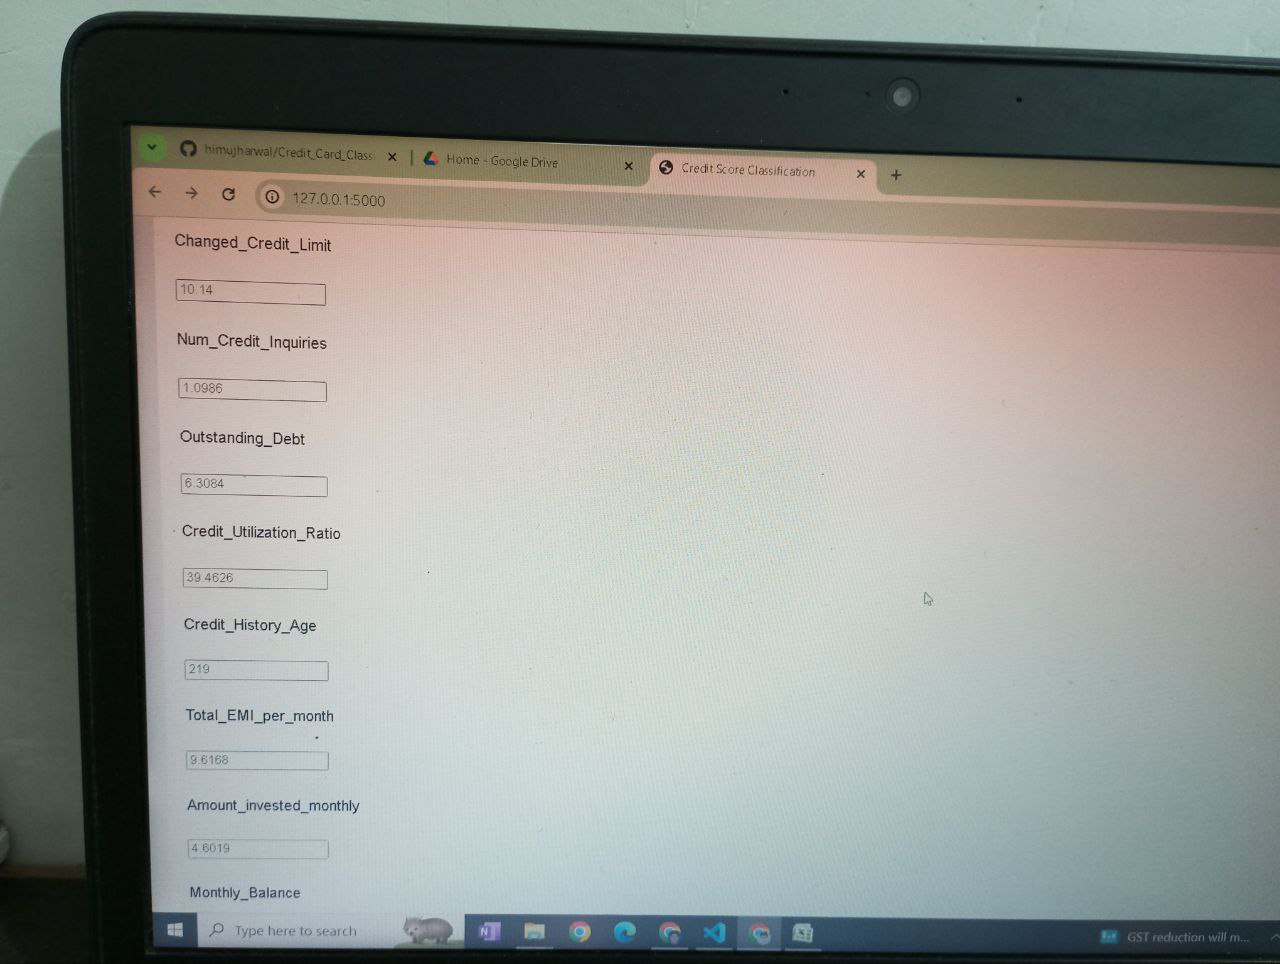 himujharwal/Credit_Card_Class
Home - Google Drive
Credit Score Classification
127.0.0.1:5000
Changed_Credit_Limit
10.14
Num_Credit_Inquiries
1.0986
Outstanding_Debt
6.3084
Credit_Utilization_Ratio
39.4626
Credit_History_Age
219
Total_EMI_per_month
9.6168
Amount_invested_monthly
4.6019
Monthly_Balance
Type here to search
GST reduction will m...